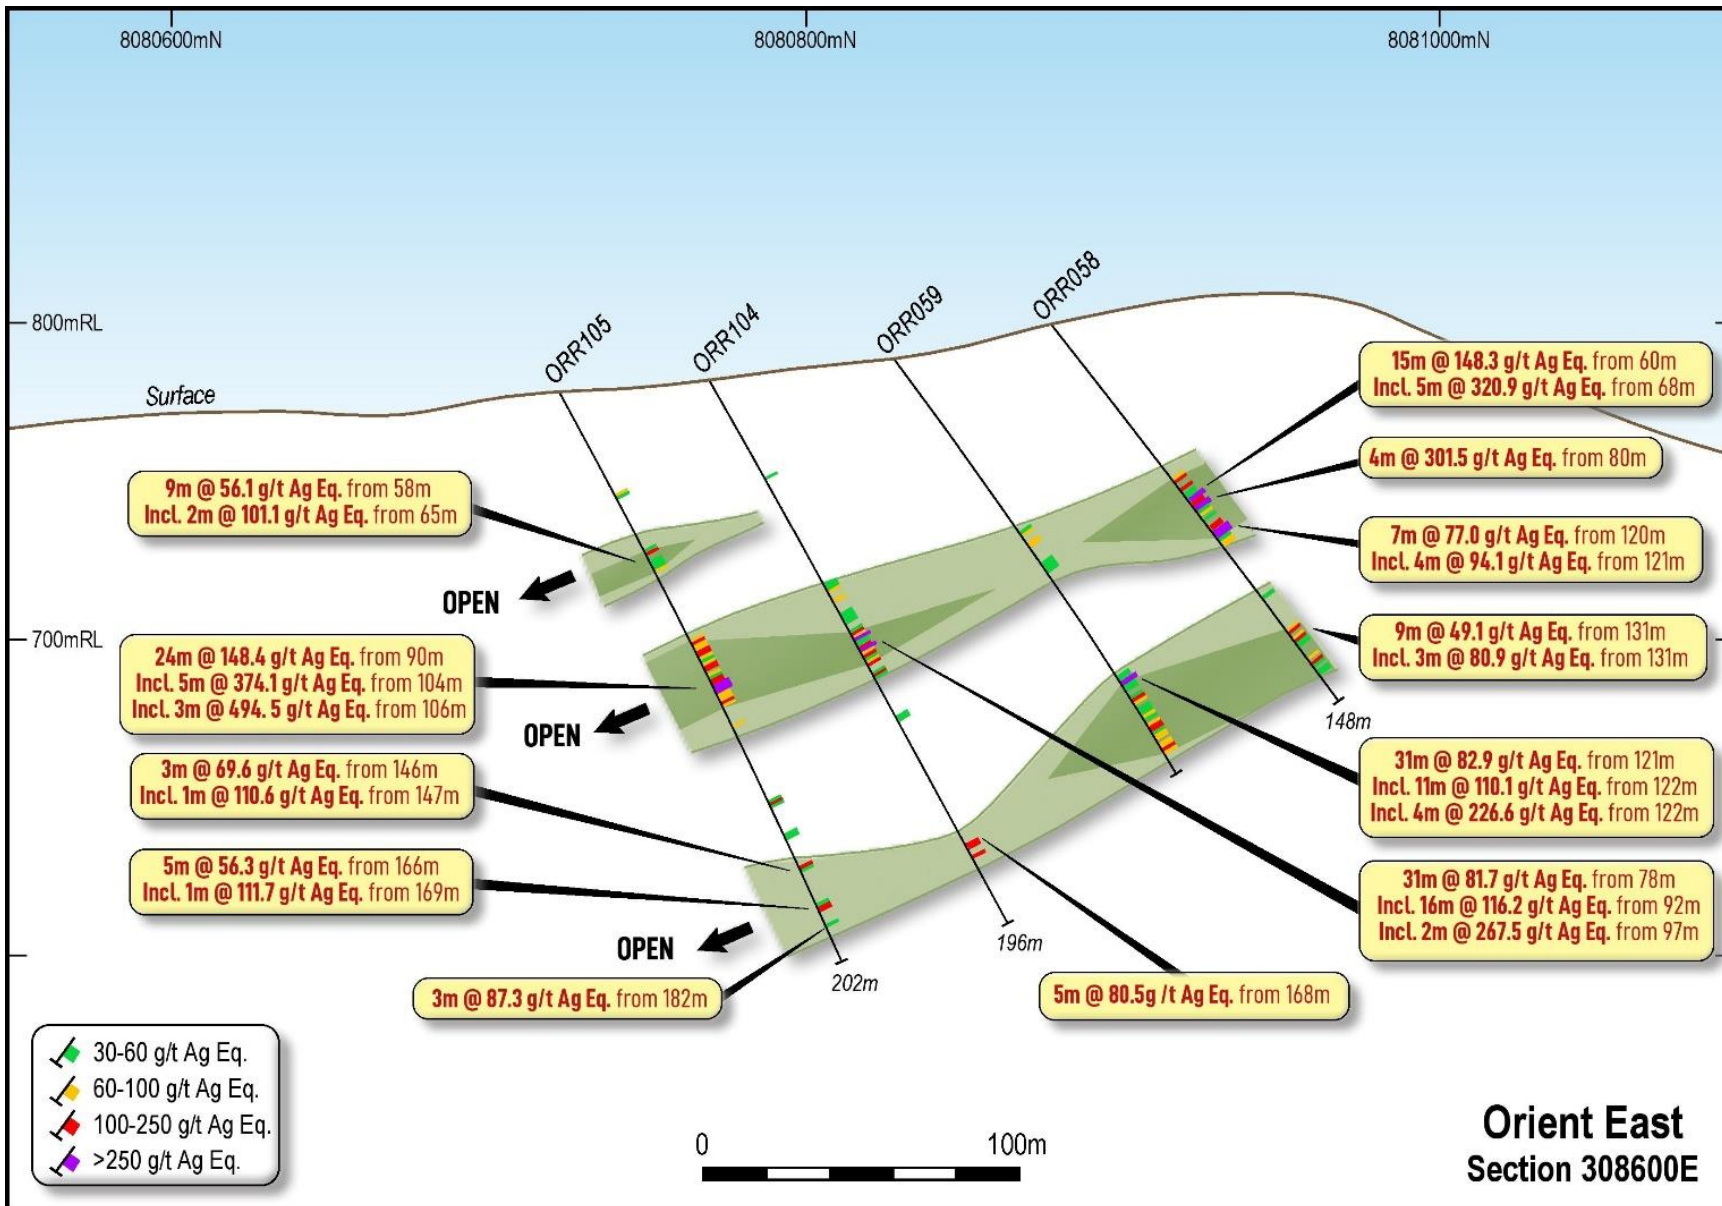 8080600mN
8080800mN
8081000mN
800mRL
700mRL
Surface
ORR105
ORR104
ORR059
ORR058
15m @ 148.3 g/t Ag Eq. from 60m
Incl. 5m @ 320.9 g/t Ag Eq. from 68m
4m @ 301.5 g/t Ag Eq. from 80m
7m @ 77.0 g/t Ag Eq. from 120m
Incl. 4m @ 94.1 g/t Ag Eq. from 121m
9m @ 49.1 g/t Ag Eq. from 131m
Incl. 3m @ 80.9 g/t Ag Eq. from 131m
148m
31m @ 82.9 g/t Ag Eq. from 121m
Incl. 11m @ 110.1 g/t Ag Eq. from 122m
Incl. 4m @ 226.6 g/t Ag Eq. from 122m
31m @ 81.7 g/t Ag Eq. from 78m
Incl. 16m @ 116.2 g/t Ag Eq. from 92m
Incl. 2m @ 267.5 g/t Ag Eq. from 97m
9m @ 56.1 g/t Ag Eq. from 58m
Incl. 2m @ 101.1 g/t Ag Eq. from 65m
OPEN
24m @ 148.4 g/t Ag Eq. from 90m
Incl. 5m @ 374.1 g/t Ag Eq. from 104m
Incl. 3m @ 494. 5 g/t Ag Eq. from 106m
OPEN
3m @ 69.6 g/t Ag Eq. from 146m
Incl. 1m @ 110.6 g/t Ag Eq. from 147m
5m @ 56.3 g/t Ag Eq. from 166m
Incl. 1m @ 111.7 g/t Ag Eq. from 169m
OPEN
196m
202m
3m @ 87.3 g/t Ag Eq. from 182m
5m @ 80.5g /t Ag Eq. from 168m
30-60 g/t Ag Eq.
60-100 g/t Ag Eq.
100-250 g/t Ag Eq.
>250 g/t Ag Eq.
0
100m
Orient East
Section 308600E